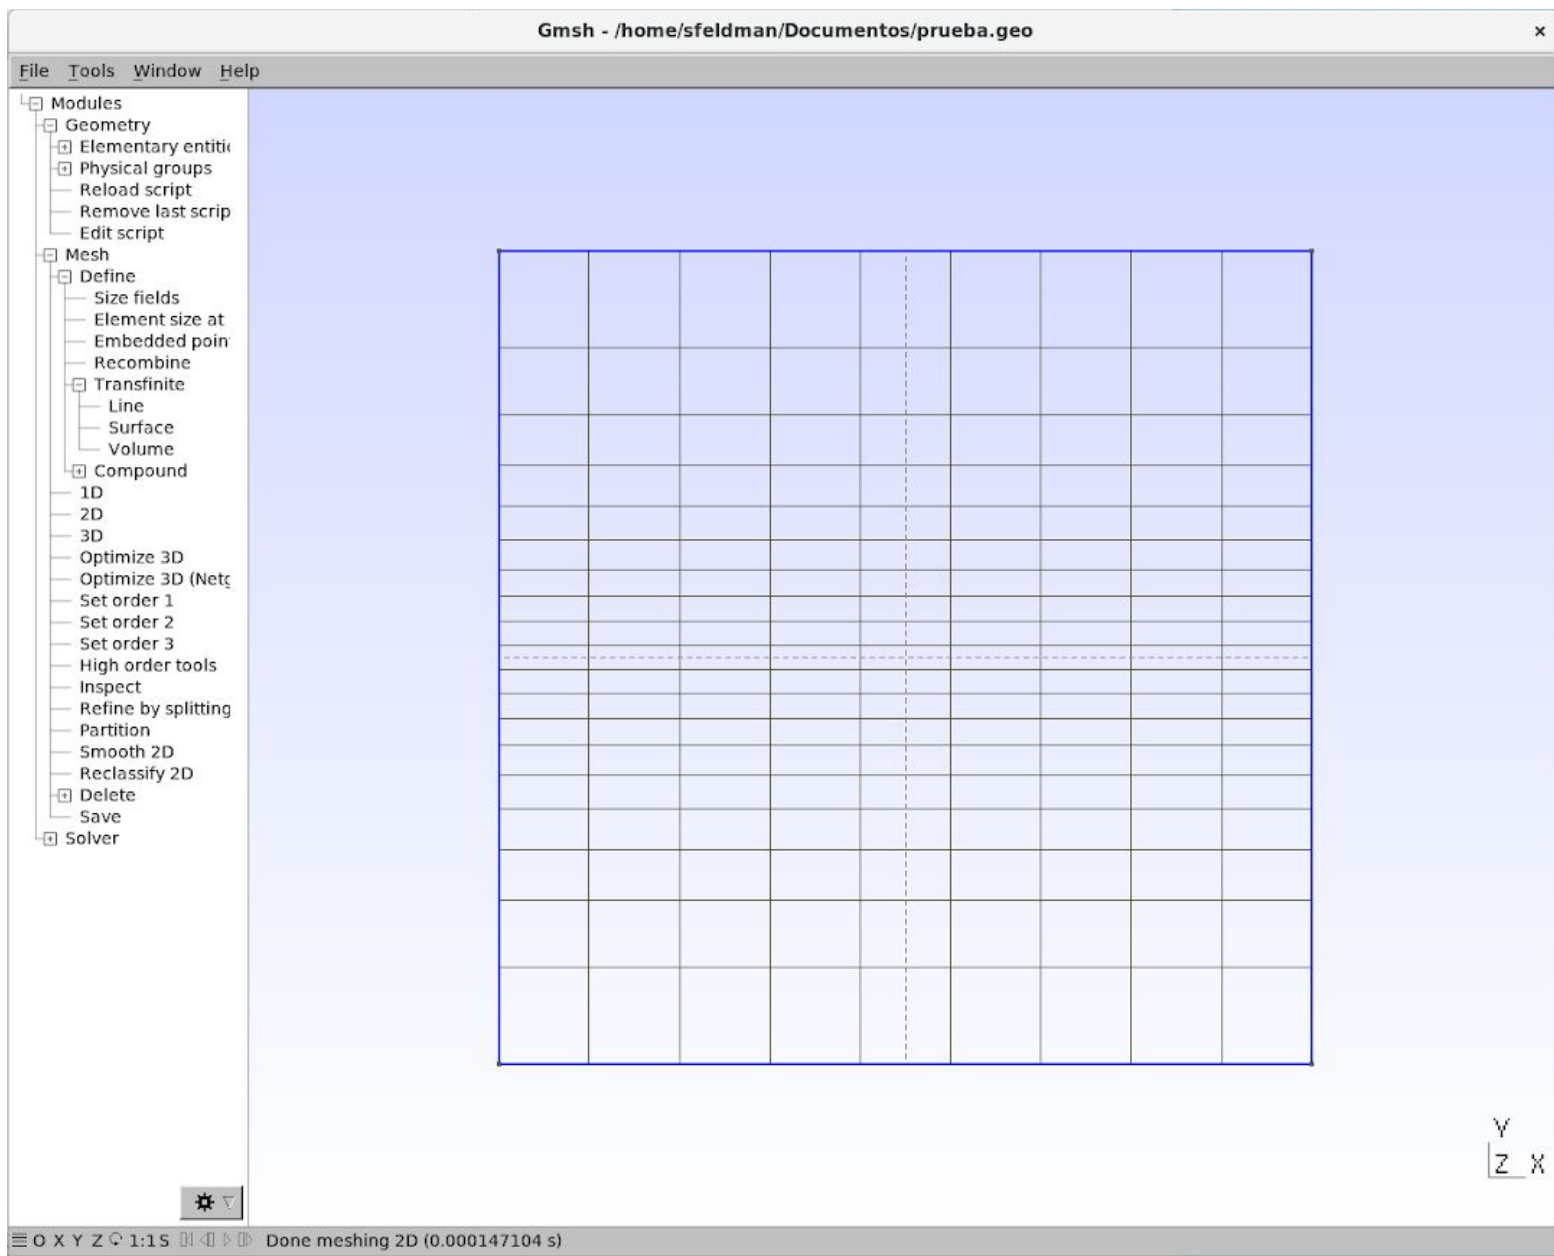 Gmsh - /home/sfeldman/Documentos/prueba.geo ×
File Tools Window Help
Modules
Geometry
Elementary entitie
Physical groups
Reload script
Remove last scrip
Edit script
Mesh
Define
Size fields
Element size at
Embedded poin
Recombine
Transfinite
Line
Surface
Volume
Compound
1D
2D
3D
Optimize 3D
Optimize 3D (Netg
Set order 1
Set order 2
Set order 3
High order tools
Inspect
Refine by splitting
Partition
Smooth 2D
Reclassify 2D
Delete
Save
Solver
Y
Z X
O X Y Z 1:1 S Done meshing 2D (0.000147104 s)